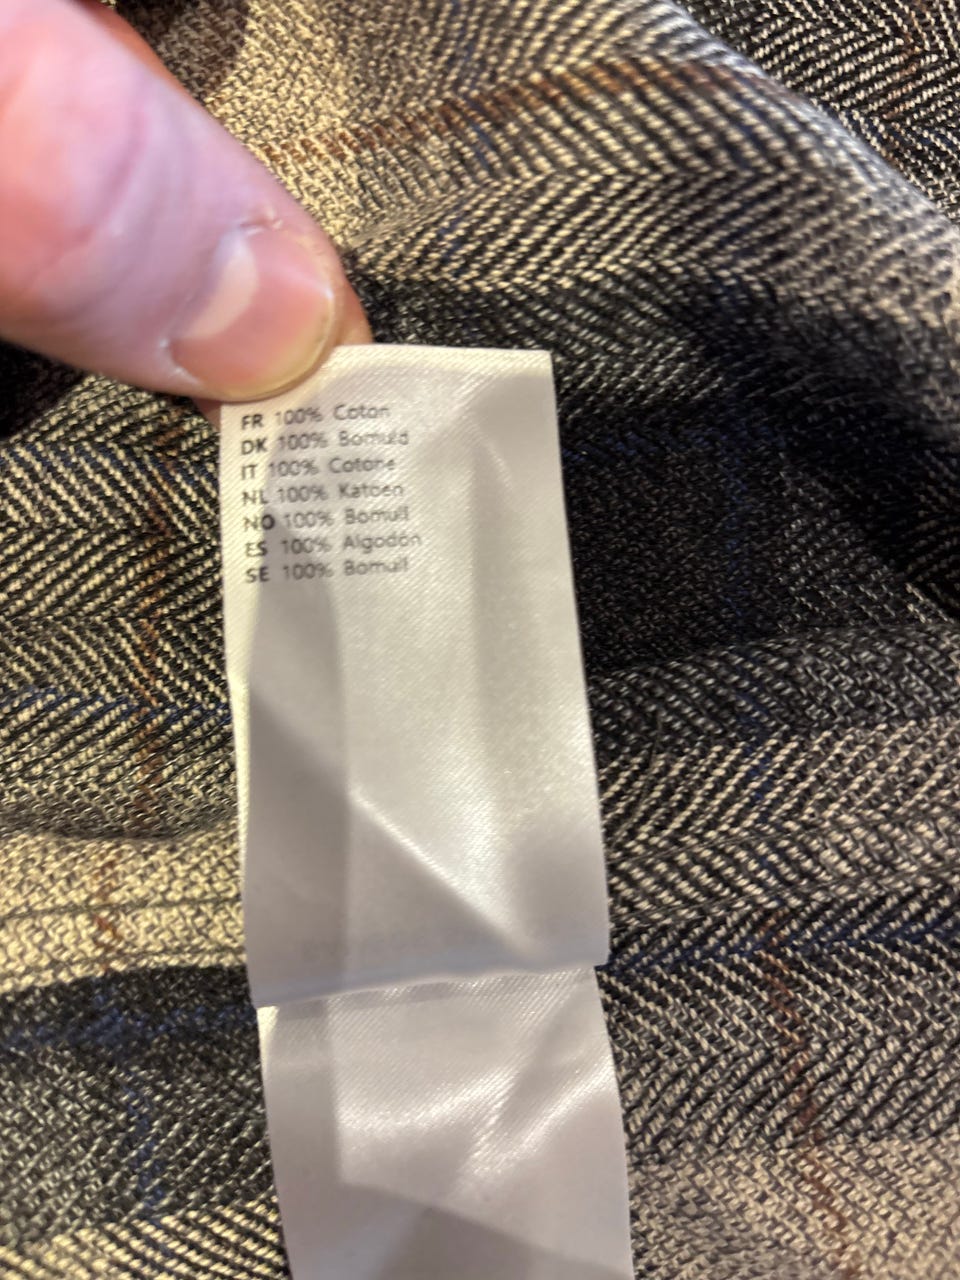 FR 100% Coton
DK 100% Bomuld
IT 100% Cotone
NL 100% Katoen
NO 100% Bomull
ES 100% Algodón
SE 100% Bomull